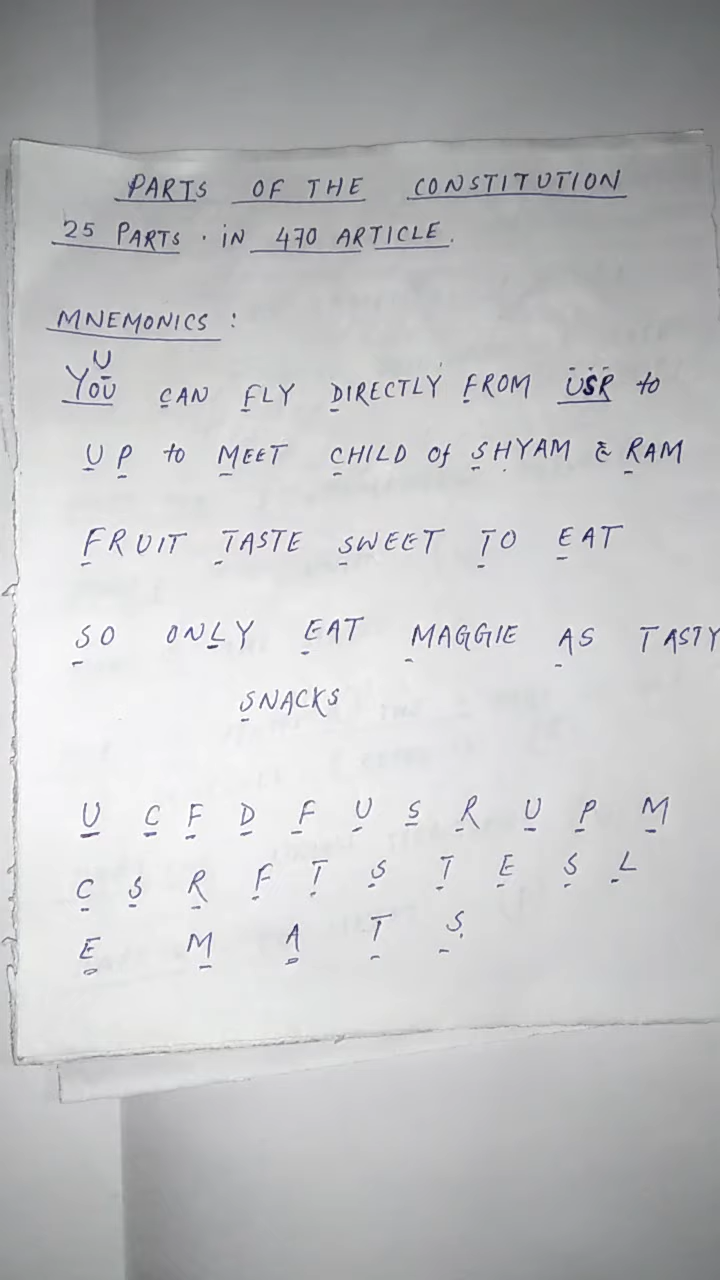 PARTS OF THE CONSTITUTION
25 PARTS . iN 470 ARTICLE.
MNEMONICS :
U
YOU CAN FLY DIRECTLY FROM USR to
UP to MEET CHILD of SHYAM & RAM
FRUIT TASTE SWEET TO EAT
SO ONLY EAT MAGGIE AS TASTY
SNACKS
U C F D F U S R U P M
C S R F T S T E S L
E M A T S.